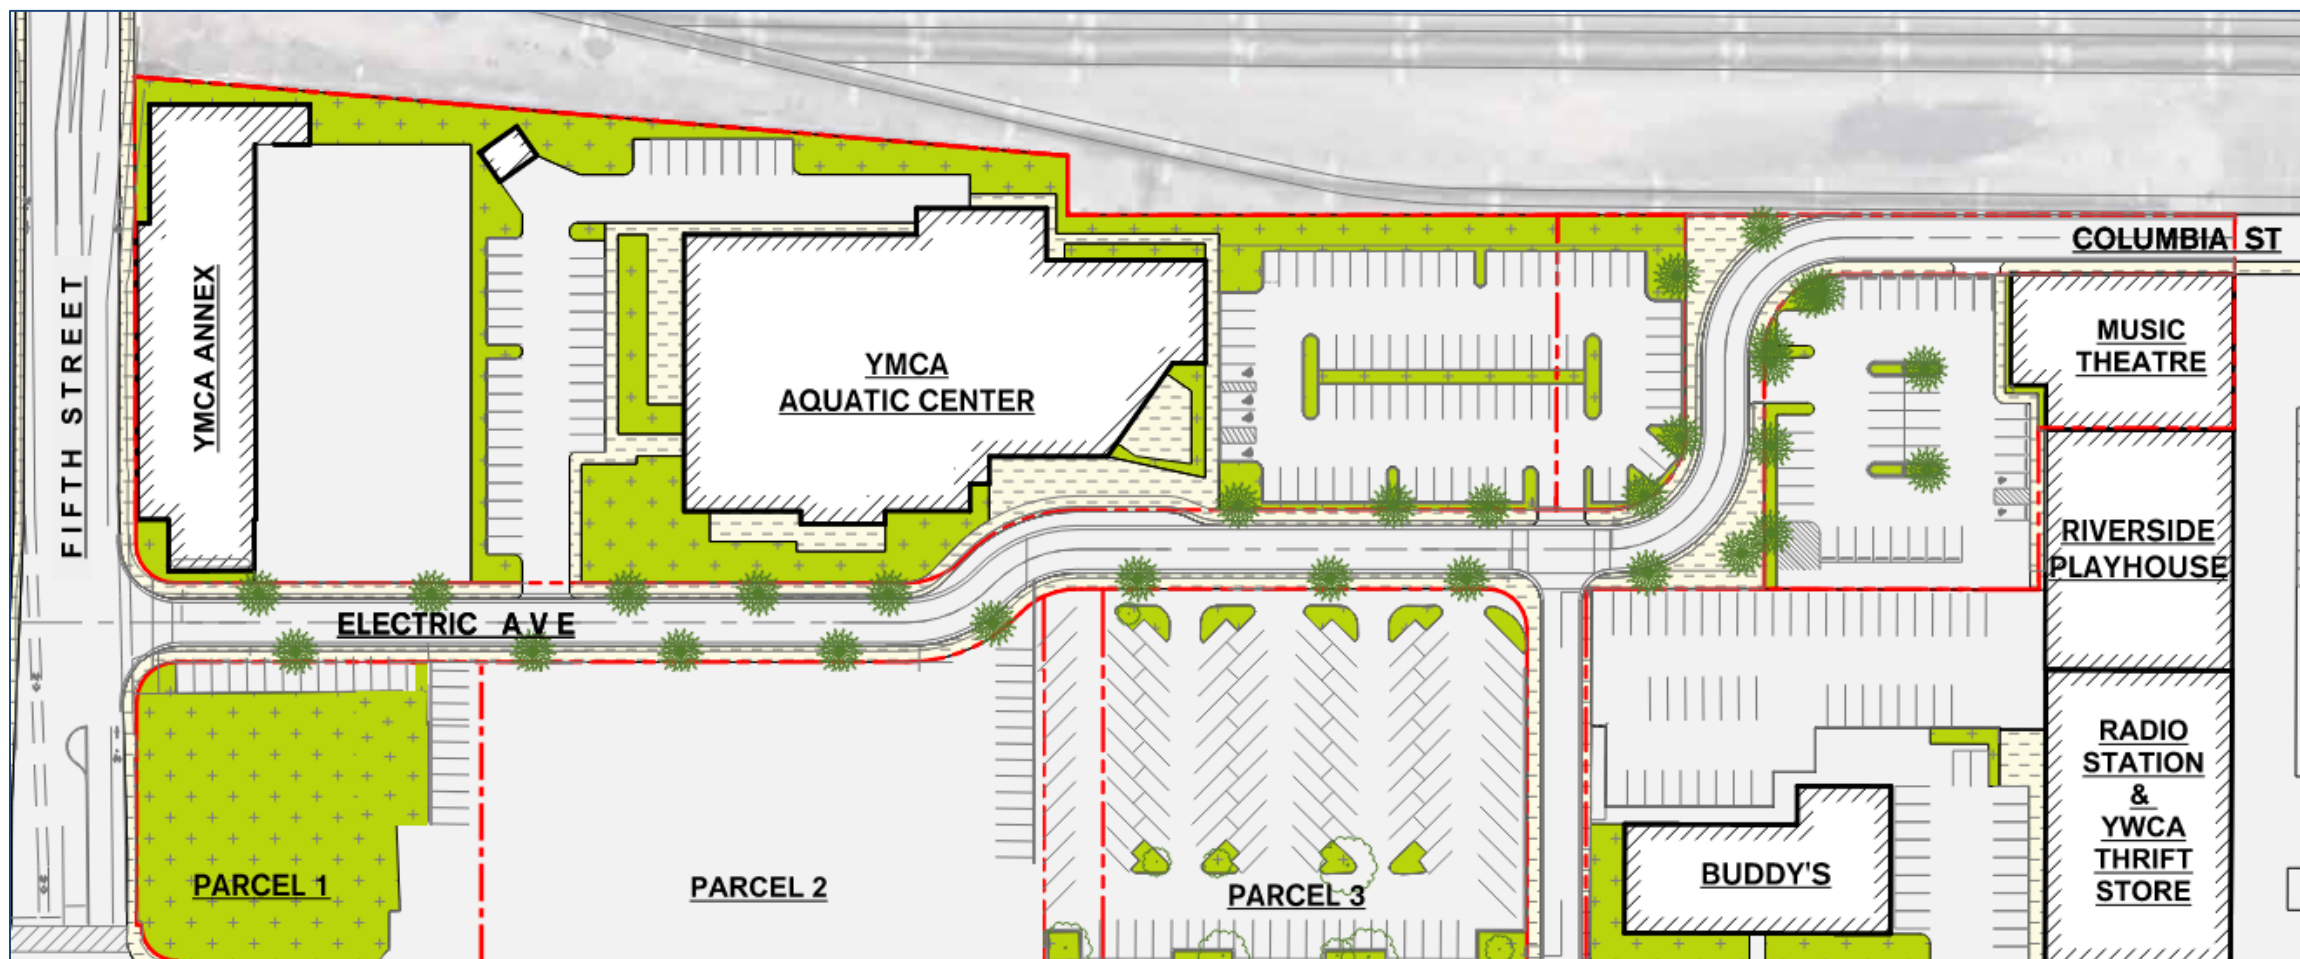 COLUMBIA ST
YMCA ANNEX
FIFTH STREET
YMCA
AQUATIC CENTER
MUSIC
THEATRE
RIVERSIDE
PLAYHOUSE
ELECTRIC AVE
RADIO
STATION
&
YWCA
THRIFT
STORE
PARCEL 1
PARCEL 2
PARCEL 3
BUDDY'S